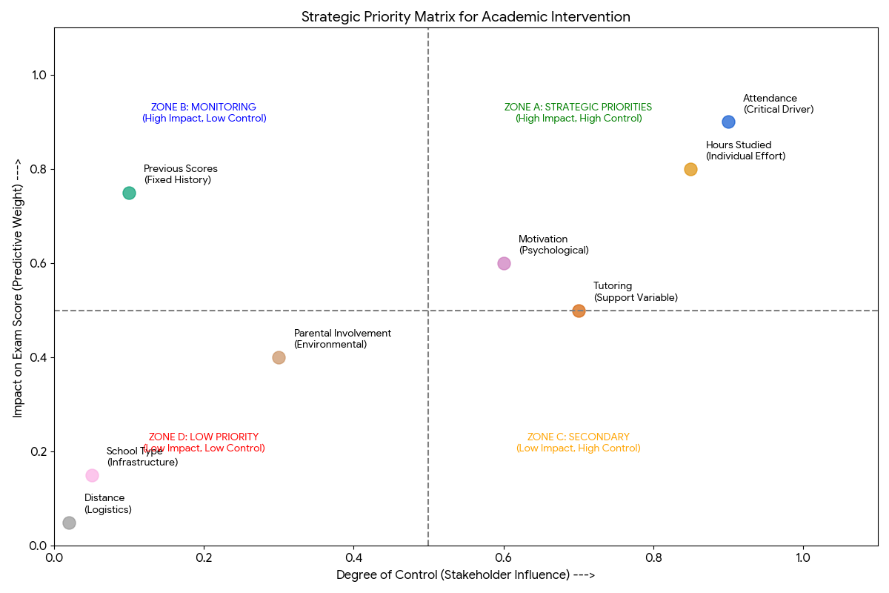 Strategic Priority Matrix for Academic Intervention
Impact on Exam Score (Predictive Weight) --->
1.0
0.8
0.6
0.4
0.2
0.0
ZONE B: MONITORING
(High Impact, Low Control)
ZONE A: STRATEGIC PRIORITIES
(High Impact, High Control)
Attendance
(Critical Driver)
Hours Studied
(Individual Effort)
Previous Scores
(Fixed History)
Motivation
(Psychological)
Tutoring
(Support Variable)
Parental Involvement
(Environmental)
ZONE D: LOW PRIORITY
(Low Impact, Low Control)
ZONE C: SECONDARY
(Low Impact, High Control)
School Type
(Infrastructure)
Distance
(Logistics)
0.0
0.2
0.4
0.6
0.8
1.0
Degree of Control (Stakeholder Influence) --->